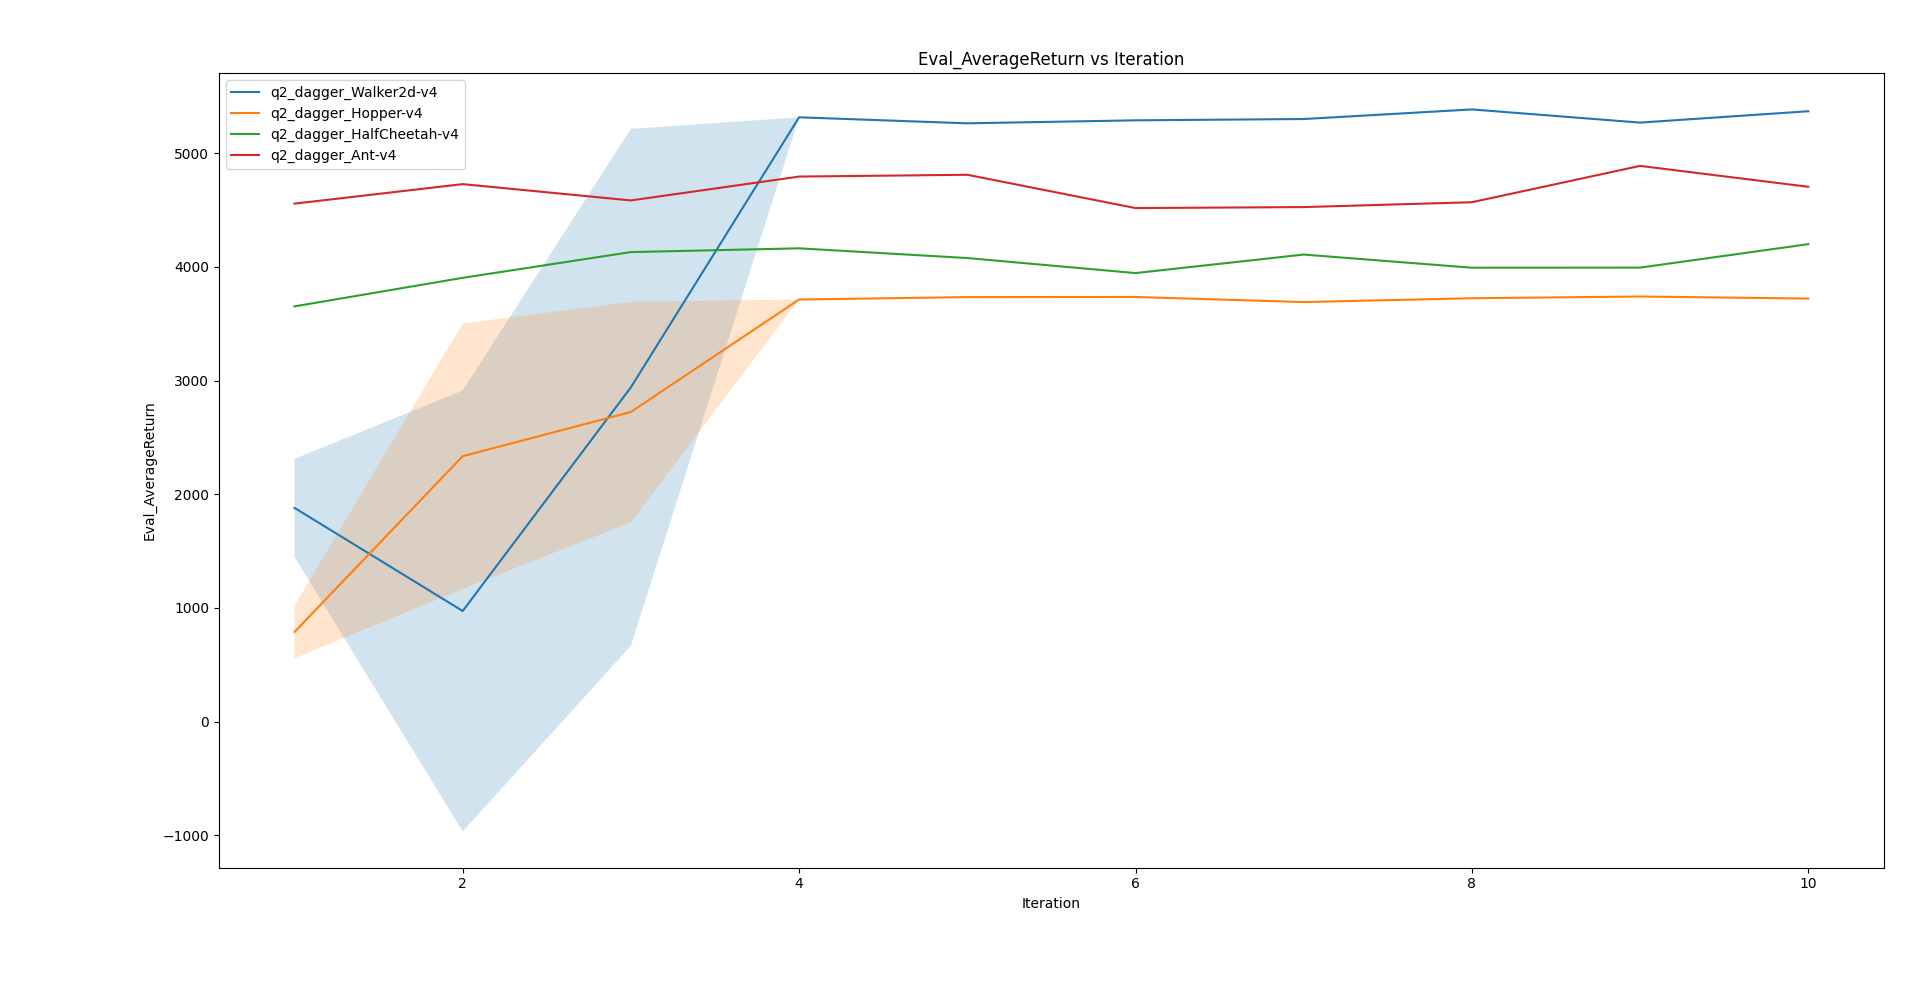 Eval_AverageReturn vs Iteration
q2_dagger_Walker2d-v4
q2_dagger_Hopper-v4
q2_dagger_HalfCheetah-v4
q2_dagger_Ant-v4
Eval_AverageReturn
5000
4000
3000
2000
1000
0
−1000
2 4 6 8 10
Iteration